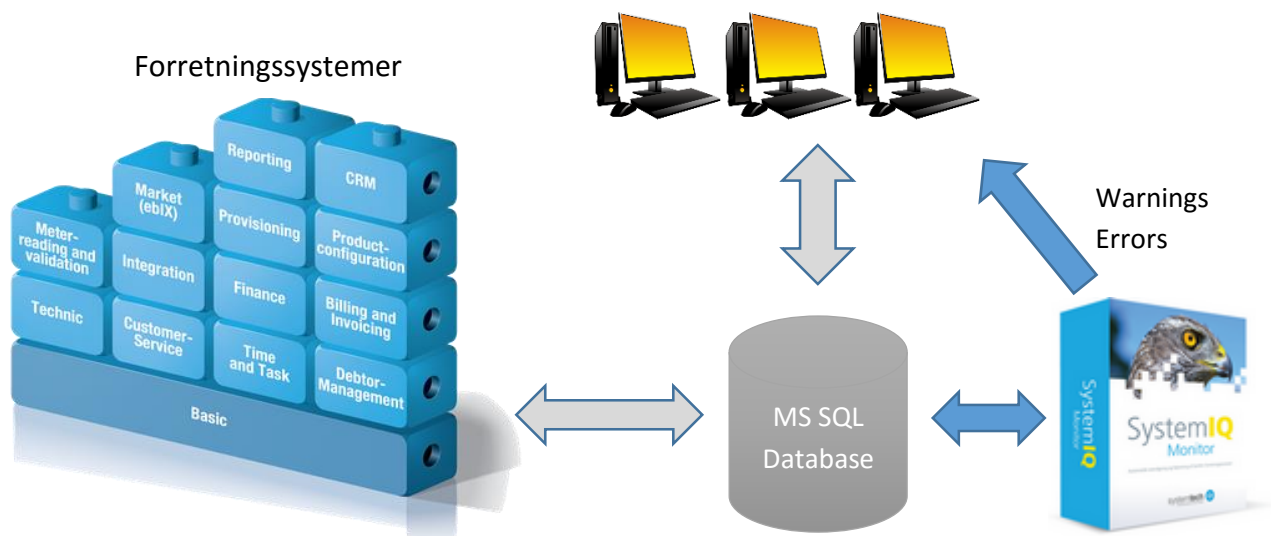 Forretningssystemer
Reporting
CRM
Market
(ebIX)
Provisioning
Product-
configuration
Meter-
reading and
validation
Integration
Finance
Billing and
Invoicing
Technic
Customer-
Service
Time
and Task
Debtor-
Management
Basic
MS SQL
Database
Warnings
Errors
SystemIQ
Monitor
SystemIQ
Monitor
systemtech